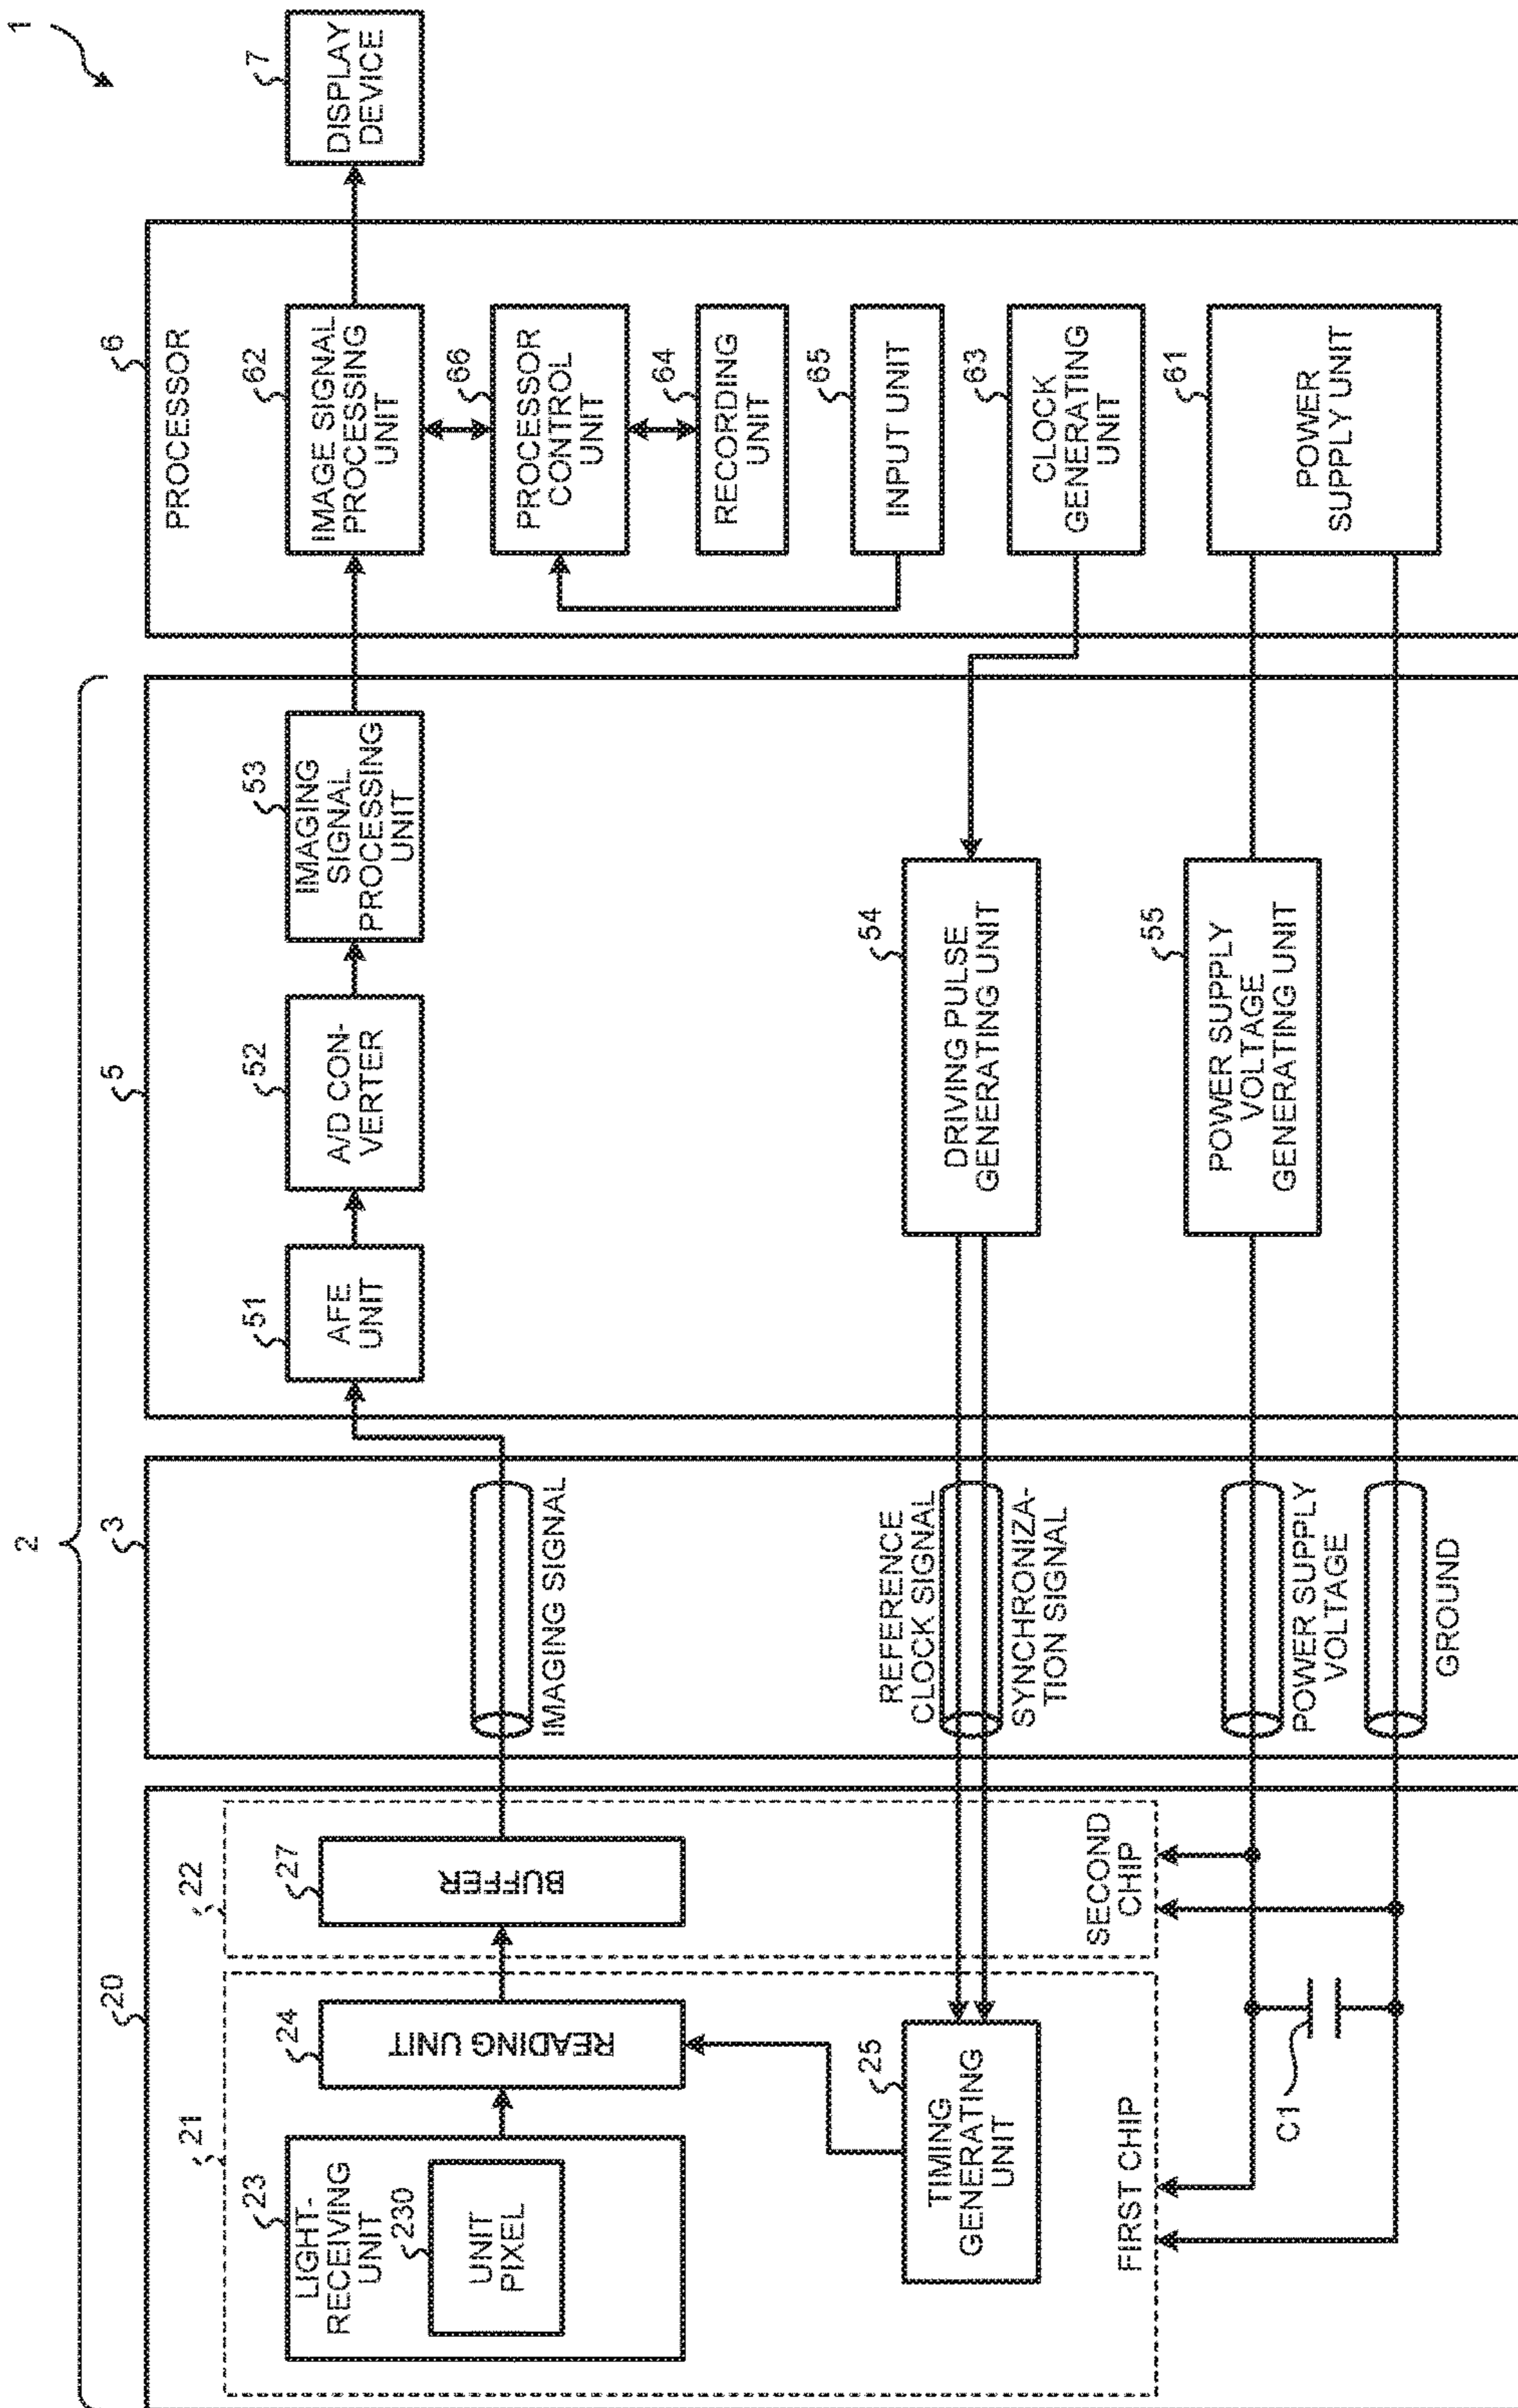 1
2
20
3
5
6
PROCESSOR
7
DISPLAY
DEVICE
21
22
23
LIGHT-
RECEIVING
UNIT
230
UNIT
PIXEL
24
READING UNIT
27
BUFFER
IMAGING SIGNAL
51
AFE
UNIT
52
A/D CON-
VERTER
53
IMAGING
SIGNAL
PROCESSING
UNIT
62
IMAGE SIGNAL
PROCESSING
UNIT
66
PROCESSOR
CONTROL
UNIT
64
RECORDING
UNIT
65
INPUT UNIT
63
CLOCK
GENERATING
UNIT
61
POWER
SUPPLY UNIT
25
TIMING
GENERATING
UNIT
REFERENCE
CLOCK SIGNAL
SYNCHRONIZA-
TION SIGNAL
54
DRIVING PULSE
GENERATING UNIT
55
POWER SUPPLY
VOLTAGE
GENERATING UNIT
FIRST CHIP
SECOND
CHIP
C1
POWER SUPPLY
VOLTAGE
GROUND